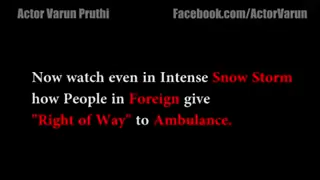 Actor Varun Pruthi
Facebook.com/ActorVarun
Now watch even in Intense Snow Storm
how People in Foreign give
"Right of Way" to Ambulance.